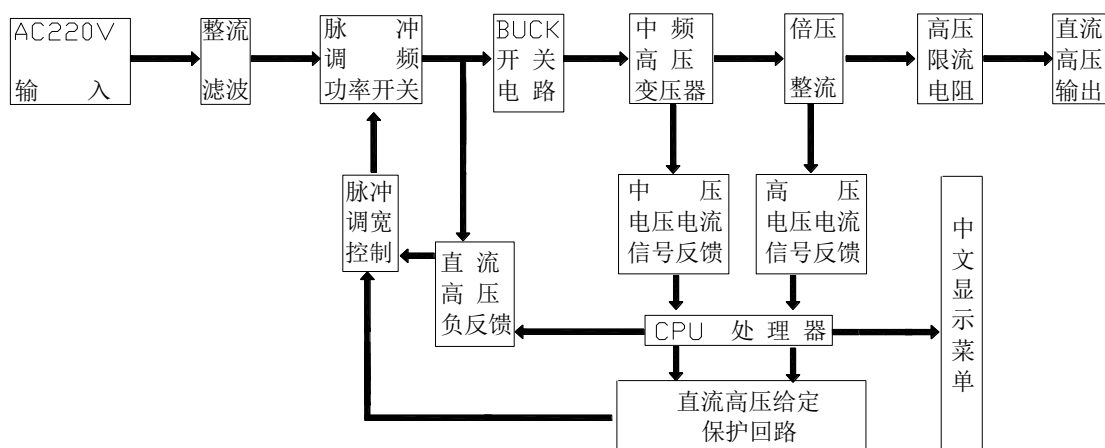 AC220V
输 入
整流
滤波
脉 冲
调 频
功率开关
BUCK
开 关
电 路
中 频
高 压
变压器
倍压
整流
高压
限流
电阻
直流
高压
输出
脉冲
调宽
控制
直 流
高 压
负反馈
中 压
电压电流
信号反馈
高 压
电压电流
信号反馈
CPU 处 理 器
直流高压给定
保护回路
中
文
显
示
菜
单